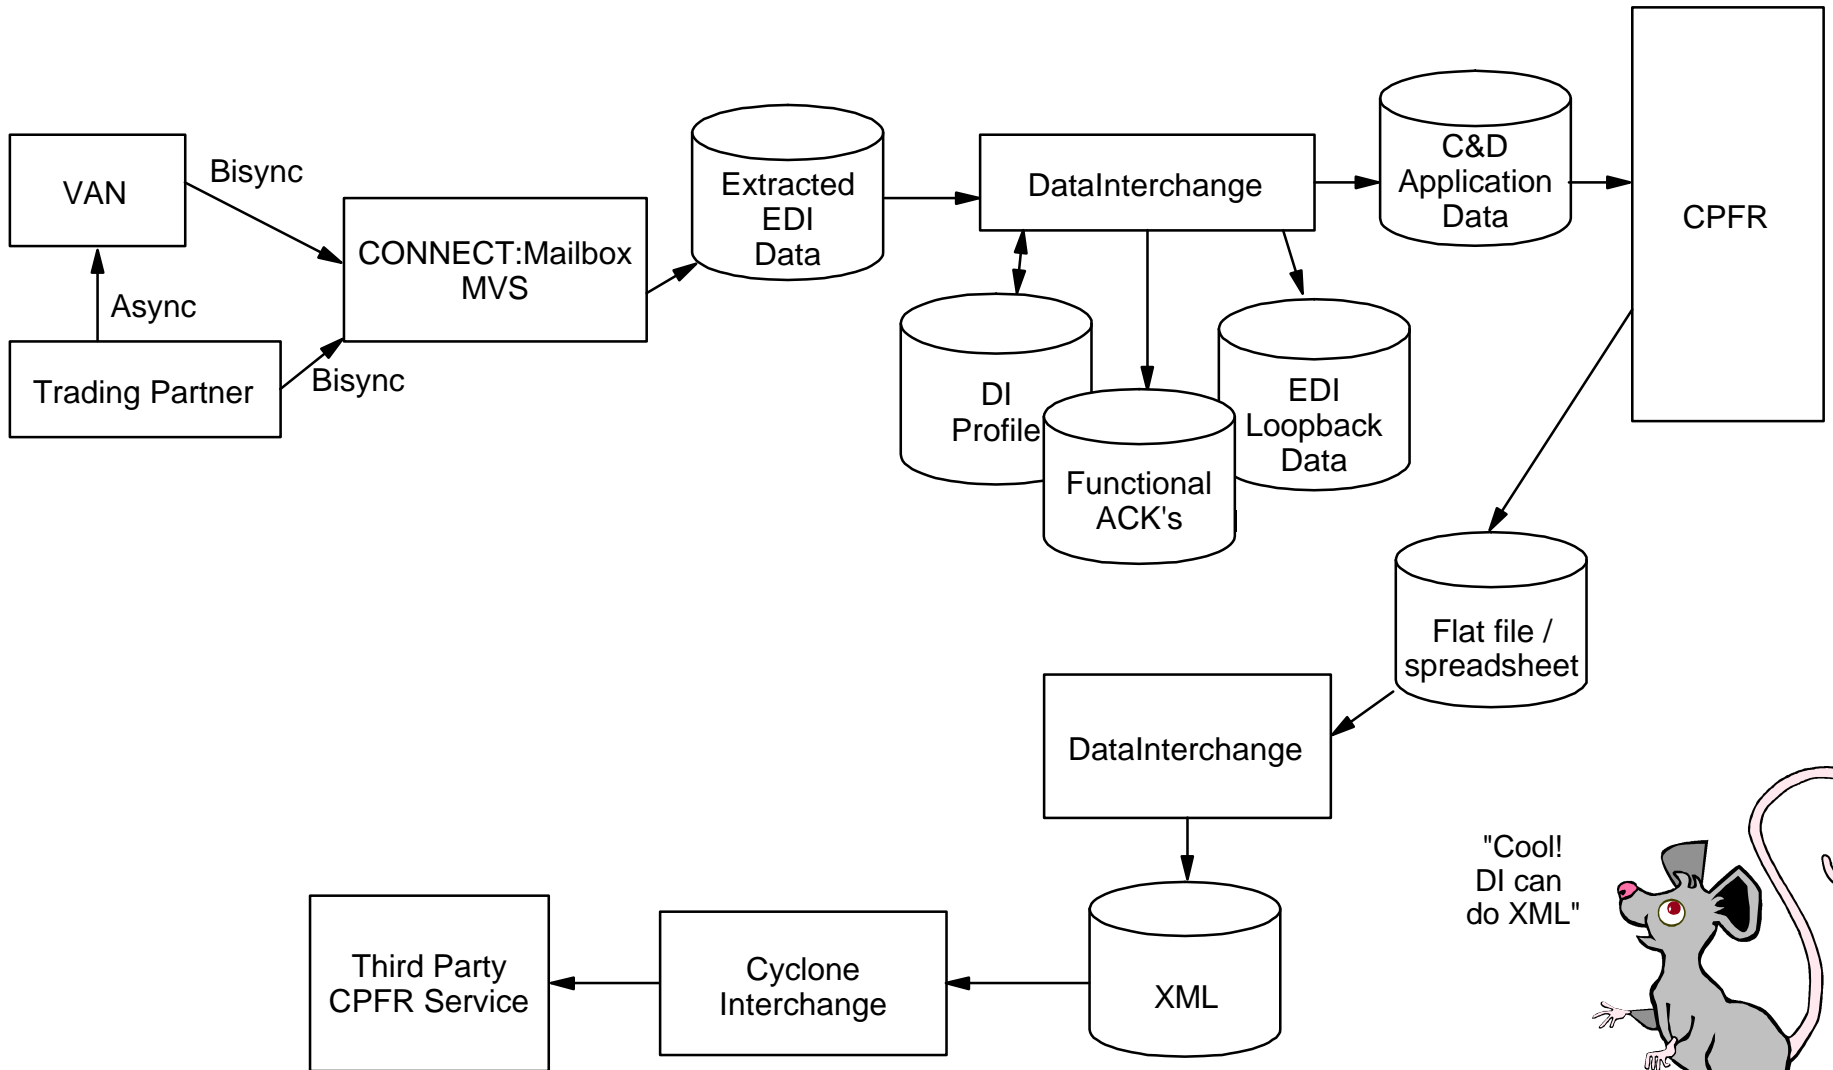 VAN
Bisync
Async
Trading Partner
Bisync
CONNECT:Mailbox
MVS
Extracted
EDI
Data
DataInterchange
C&D
Application
Data
CPFR
DI
Profile
Functional
ACK's
EDI
Loopback
Data
Flat file /
spreadsheet
DataInterchange
"Cool!
DI can
do XML"
XML
Cyclone
Interchange
Third Party
CPFR Service